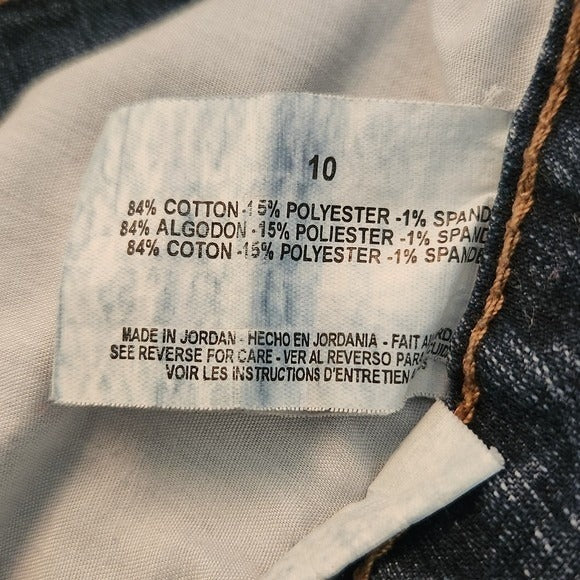 10
84% COTTON -15% POLYESTER -1% SPAND
84% ALGODON -15% POLIESTER -1% SPAND
84% COTON -15% POLYESTER -1% SPANDE
MADE IN JORDAN - HECHO EN JORDANIA - FAIT A
SEE REVERSE FOR CARE - VER AL REVERSO PARA
VOIR LES INSTRUCTIONS D'ENTRETIEN